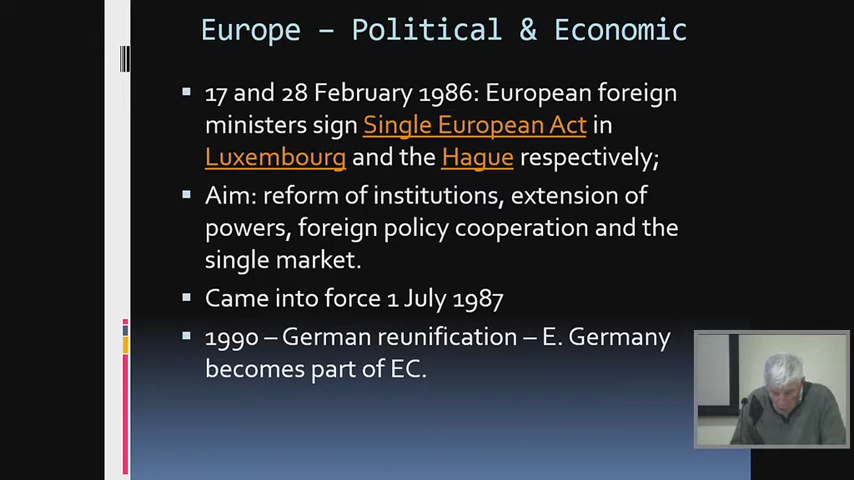 Europe – Political & Economic
17 and 28 February 1986: European foreign
ministers sign Single European Act in
Luxembourg and the Hague respectively;
Aim: reform of institutions, extension of
powers, foreign policy cooperation and the
single market.
Came into force 1 July 1987
1990 – German reunification – E. Germany
becomes part of EC.